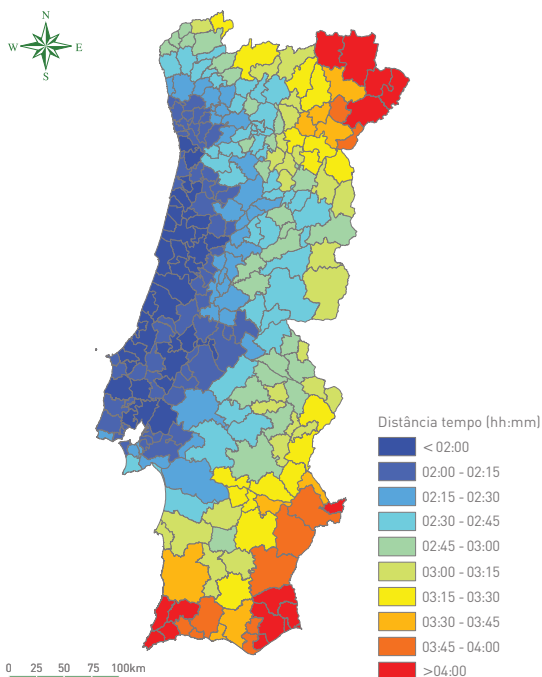 N
W E
S
Distância tempo (hh:mm)
< 02:00
02:00 - 02:15
02:15 - 02:30
02:30 - 02:45
02:45 - 03:00
03:00 - 03:15
03:15 - 03:30
03:30 - 03:45
03:45 - 04:00
>04:00
0 25 50 75 100km